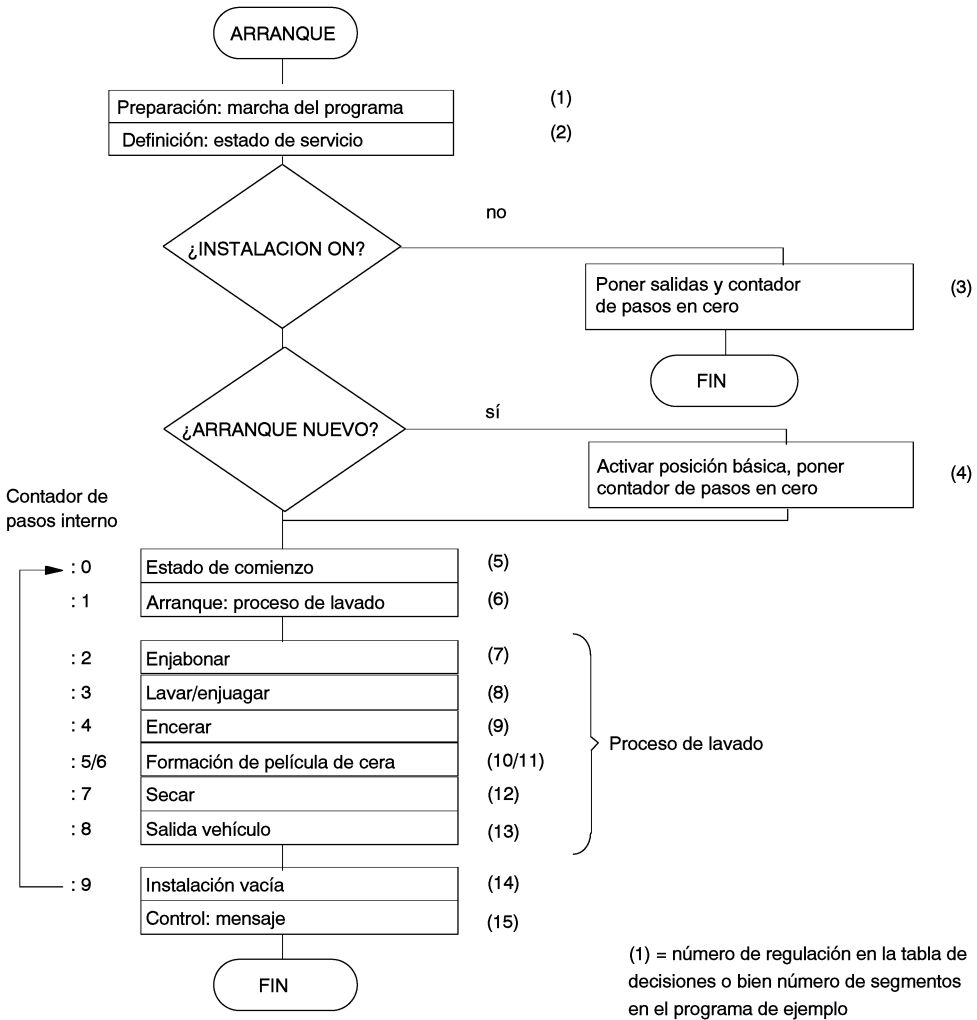 ARRANQUE
Preparación: marcha del programa
(1)
Definición: estado de servicio
(2)
¿INSTALACION ON?
no
Poner salidas y contador
de pasos en cero
(3)
FIN
¿ARRANQUE NUEVO?
sí
Activar posición básica, poner
contador de pasos en cero
(4)
Contador de
pasos interno
: 0
Estado de comienzo
(5)
: 1
Arranque: proceso de lavado
(6)
: 2
Enjabonar
(7)
: 3
Lavar/enjuagar
(8)
: 4
Encerar
(9)
: 5/6
Formación de película de cera
(10/11)
: 7
Secar
(12)
: 8
Salida vehículo
(13)
Proceso de lavado
: 9
Instalación vacía
(14)
Control: mensaje
(15)
FIN
(1) = número de regulación en la tabla de
decisiones o bien número de segmentos
en el programa de ejemplo